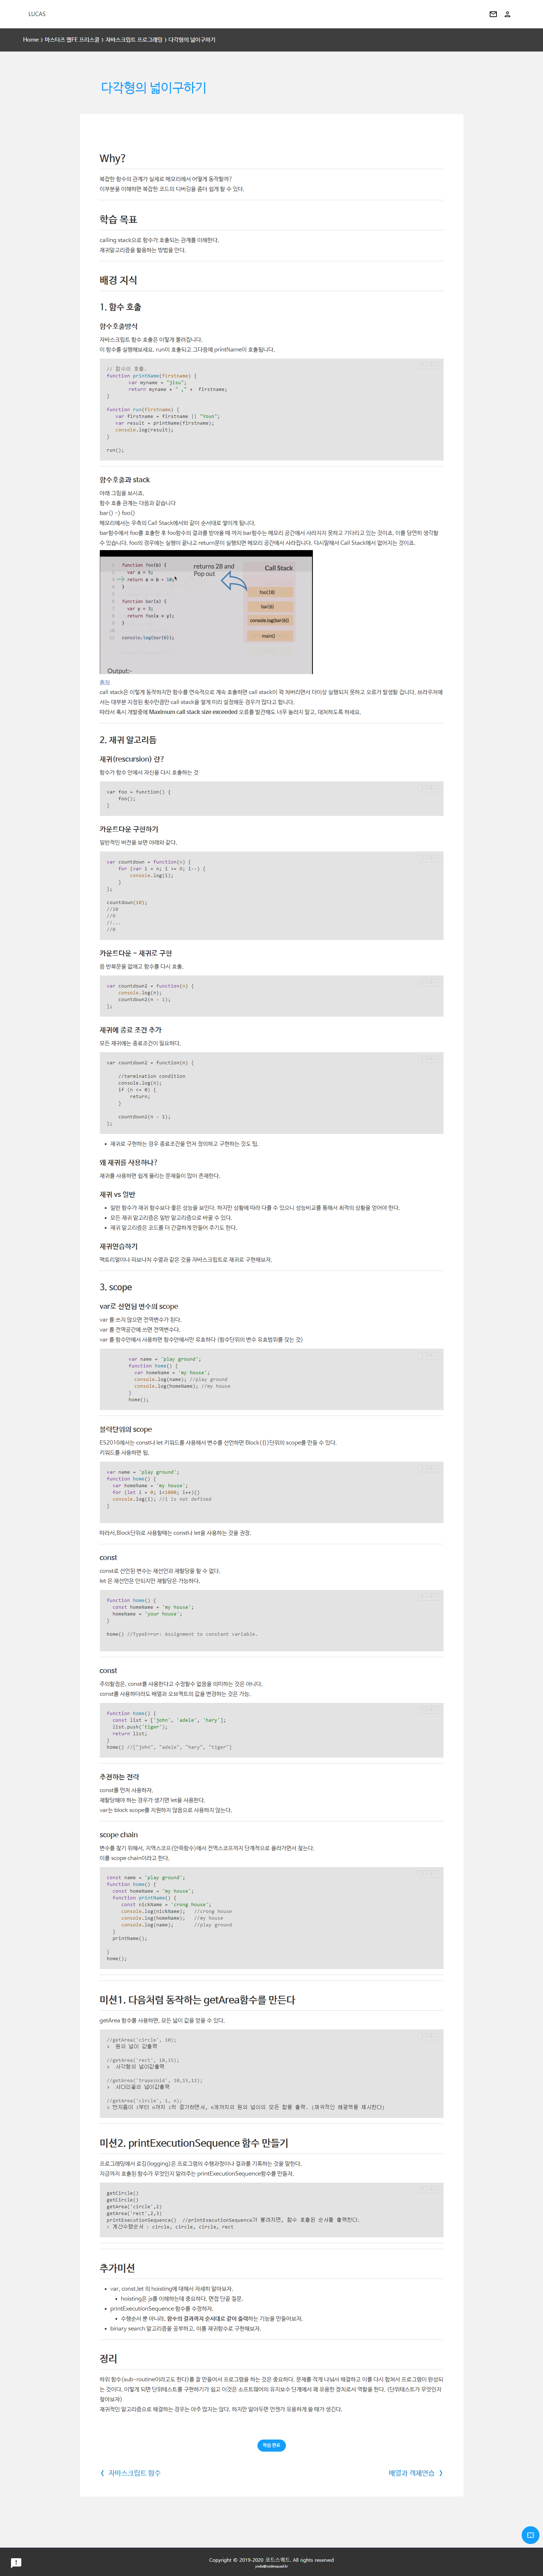 LUCAS
Home > 마스터즈 웹FE 프리스쿨 > 자바스크립트 프로그래밍 > 다각형의 넓이구하기
다각형의 넓이구하기
Why?
복잡한 함수의 관계가 실제로 메모리에서 어떻게 동작할까?
이부분을 이해하면 복잡한 코드의 디버깅을 좀더 쉽게 할 수 있다.
학습 목표
calling stack으로 함수가 호출되는 관계를 이해한다.
재귀알고리즘을 활용하는 방법을 안다.
배경 지식
1. 함수 호출
함수호출방식
자바스크립트 함수 호출은 이렇게 불려집니다.
이 함수를 실행해보세요. run이 호출되고 그다음에 printName이 호출됩니다.
// 함수의 호출.
function printName(firstname) {
var myname = "jisu";
return myname + " ," + firstname;
}
function run(firstname) {
var firstname = firstname || "Youn";
var result = printName(firstname);
console.log(result);
}
run();
함수호출과 stack
아래 그림을 보시죠.
함수 호출 관계는 다음과 같습니다
bar() -> foo()
메모리에서는 우측의 Call Stack에서와 같이 순서대로 쌓이게 됩니다.
bar함수에서 foo를 호출한 후 foo함수의 결과를 받아올 때 까지 bar함수는 메모리 공간에서 사라지지 못하고 기다리고 있는 것이죠. 이를 당연히 생각할
수 있습니다. foo의 경우에는 실행이 끝나고 return문이 실행되면 메모리 공간에서 사라집니다. 다시말해서 Call Stack에서 없어지는 것이죠.
1 function foo(b) {
2 var a = 5;
3 return a * b + 10;
4 }
5
6 function bar(x) {
7 var y = 3;
8 return foo(x * y);
9 }
10
11 console.log(bar(6));
returns 28 and
Pop out
Call Stack
foo(18)
bar(6)
console.log(bar(6))
main()
Output:-
출처
call stack은 이렇게 동작하지만 함수를 연속적으로 계속 호출하면 call stack이 꽉 차버리면서 더이상 실행되지 못하고 오류가 발생할 겁니다. 브라우저에
서는 대부분 지정된 횟수만큼만 call stack을 쌓게 미리 설정해둔 경우가 많다고 합니다.
따라서 혹시 개발중에 Maximum call stack size exceeded 오류를 발견해도 너무 놀라지 말고, 대처하도록 하세요.
2. 재귀 알고리듬
재귀(rescursion) 란?
함수가 함수 안에서 자신을 다시 호출하는 것
var foo = function() {
foo();
}
카운트다운 구현하기
일반적인 버전을 보면 아래와 같다.
var countdown = function(n) {
for (var i = n; i >= 0; i--) {
console.log(i);
}
};
countdown(10);
//10
//9
//...
//0
카운트다운 - 재귀로 구현
음 반복문을 없애고 함수를 다시 호출.
var countdown2 = function(n) {
console.log(n);
countdown2(n - 1);
};
재귀에 종료 조건 추가
모든 재귀에는 종료조건이 필요하다.
var countdown2 = function(n) {
//termination condition
console.log(n);
if (n <= 0) {
return;
}
countdown2(n - 1);
};
• 재귀로 구현하는 경우 종료조건을 먼저 정의하고 구현하는 것도 팁.
왜 재귀를 사용하나?
재귀를 사용하면 쉽게 풀리는 문제들이 많이 존재한다.
재귀 vs 일반
• 일반 함수가 재귀 함수보다 좋은 성능을 보인다. 하지만 상황에 따라 다를 수 있으니 성능비교를 통해서 최적의 상황을 얻어야 한다.
• 모든 재귀 알고리즘은 일반 알고리즘으로 바꿀 수 있다.
• 재귀 알고리즘은 코드를 더 간결하게 만들어 주기도 한다.
재귀연습하기
팩토리얼이나 피보나치 수열과 같은 것을 자바스크립트로 재귀로 구현해보자.
3. scope
var로 선언된 변수의 scope
var 를 쓰지 않으면 전역변수가 된다.
var 를 전역공간에 쓰면 전역변수다.
var 를 함수안에서 사용하면 함수안에서만 유효하다 (함수단위의 변수 유효범위를 갖는 것)
var name = 'play ground';
function home() {
var homeName = 'my house';
console.log(name); //play ground
console.log(homeName); //my house
}
home();
블럭단위의 scope
ES2016에서는 const나 let 키워드를 사용해서 변수를 선언하면 Block({})단위의 scope를 만들 수 있다.
키워드를 사용하면 됨.
var name = 'play ground';
function home() {
var homeName = 'my house';
for (let i = 0; i<1000; i++){}
console.log(i); //i is not defined
}
따라서,Block단위로 사용할때는 const나 let을 사용하는 것을 권장.
const
const로 선언된 변수는 재선언과 재할당을 할 수 없다.
let 은 재선언은 안되지만 재할당은 가능하다.
function home() {
const homeName = 'my house';
homeName = 'your house';
}
home() //TypeError: Assignment to constant variable.
const
주의할점은, const를 사용한다고 수정할수 없음을 의미하는 것은 아니다.
const를 사용하더라도 배열과 오브젝트의 값을 변경하는 것은 가능.
function home() {
const list = ['john', 'adele', 'hary'];
list.push('tiger');
return list;
}
home() //["john", "adele", "hary", "tiger"]
추천하는 전략
const를 먼저 사용하자.
재할당해야 하는 경우가 생기면 let을 사용한다.
var는 block scope를 지원하지 않음으로 사용하지 않는다.
scope chain
변수를 찾기 위해서, 지역스코프(안쪽함수)에서 전역스코프까지 단계적으로 올라가면서 찾는다.
이를 scope chain이라고 한다.
const name = 'play ground';
function home() {
const homeName = 'my house';
function printName() {
const nickName = 'crong house';
console.log(nickName); //crong house
console.log(homeName); //my house
console.log(name); //play ground
}
printName();
}
home();
미션1. 다음처럼 동작하는 getArea함수를 만든다
getArea 함수를 사용하면, 모든 넓이 값을 얻을 수 있다.
//getArea('circle', 10);
> 원의 넓이 값출력
//getArea('rect', 10,15);
> 사각형의 넓이값출력
//getArea('trapezoid', 10,15,12);
> 사다리꼴의 넓이값출력
//getArea('circle', 1, n);
> 반지름이 1부터 n까지 1씩 증가하면서, n개까지의 원의 넓이의 모든 합을 출력. (재귀적인 해결책을 제시한다)
미션2. printExecutionSequence 함수 만들기
프로그래밍에서 로깅(logging)은 프로그램의 수행과정이나 결과를 기록하는 것을 말한다.
지금까지 호출된 함수가 무엇인지 알려주는 printExecutionSequence함수를 만들자.
getCircle()
getCircle()
getArea('circle',2)
getArea('rect',2,3)
printExecutionSequence() //printExecutionSequence가 불려지면, 함수 호출된 순서를 출력한다.
> 계산수행순서 : circle, circle, circle, rect
추가미션
• var, const,let 의 hoisting에 대해서 자세히 알아보자.
• hoisting은 js를 이해하는데 중요하다. 면접 단골 질문.
• printExecutionSequence 함수를 수정하자.
• 수행순서 뿐 아니라, 함수의 결과까지 순서대로 같이 출력하는 기능을 만들어보자.
• binary search 알고리즘을 공부하고, 이를 재귀함수로 구현해보자.
정리
하위 함수(sub-routine이라고도 한다)를 잘 만들어서 프로그램을 하는 것은 중요하다. 문제를 작게 나눠서 해결하고 이를 다시 합쳐서 프로그램이 완성되
는 것이다. 이렇게 되면 단위테스트를 구현하기가 쉽고 이것은 소프트웨어의 유지보수 단계에서 꽤 유용한 장치로서 역할을 한다. (단위테스트가 무엇인지
찾아보자)
재귀적인 알고리즘으로 해결하는 경우는 아주 많지는 않다. 하지만 알아두면 언젠가 유용하게 쓸 때가 생긴다.
학습 완료
《 자바스크립트 함수
배열과 객체연습 》
Copyright © 2019-2020 코드스쿼드. All rights reserved
yoda@codesquad.kr